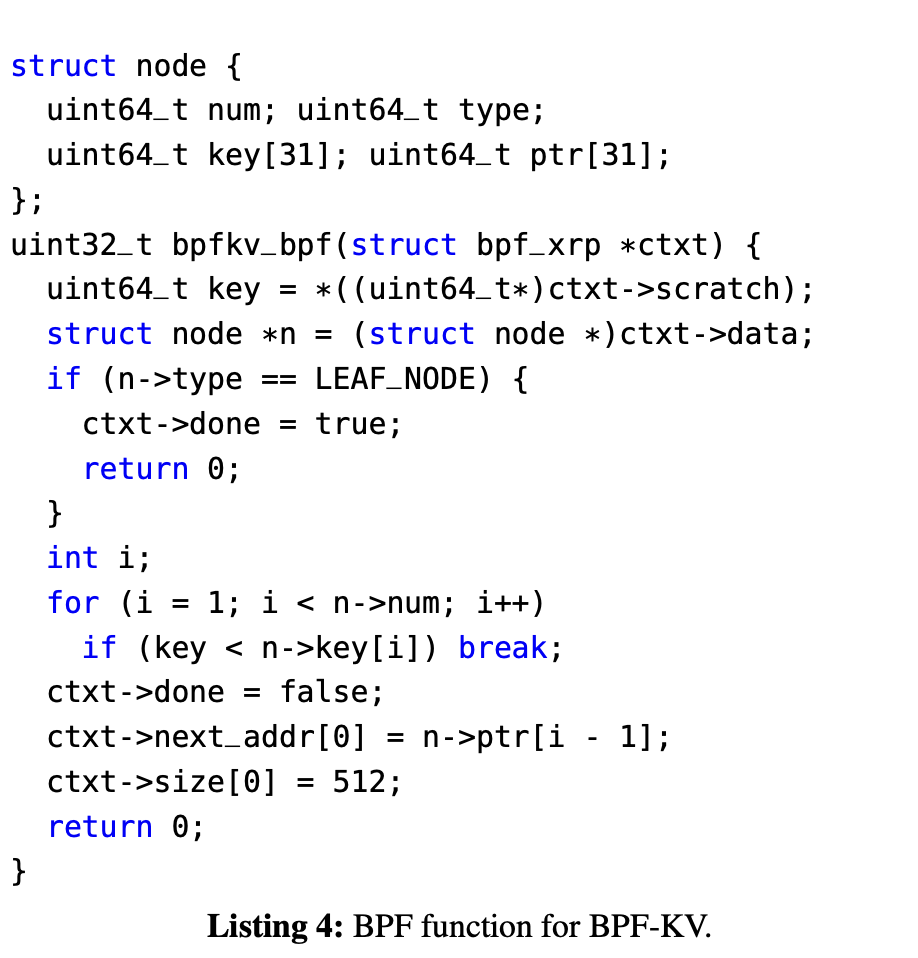 struct node {
  uint64_t num; uint64_t type;
  uint64_t key[31]; uint64_t ptr[31];
};
uint32_t bpfkv_bpf(struct bpf_xrp *ctxt) {
  uint64_t key = *((uint64_t*)ctxt->scratch);
  struct node *n = (struct node *)ctxt->data;
  if (n->type == LEAF_NODE) {
    ctxt->done = true;
    return 0;
  }
  int i;
  for (i = 1; i < n->num; i++)
    if (key < n->key[i]) break;
  ctxt->done = false;
  ctxt->next_addr[0] = n->ptr[i - 1];
  ctxt->size[0] = 512;
  return 0;
}
Listing 4: BPF function for BPF-KV.